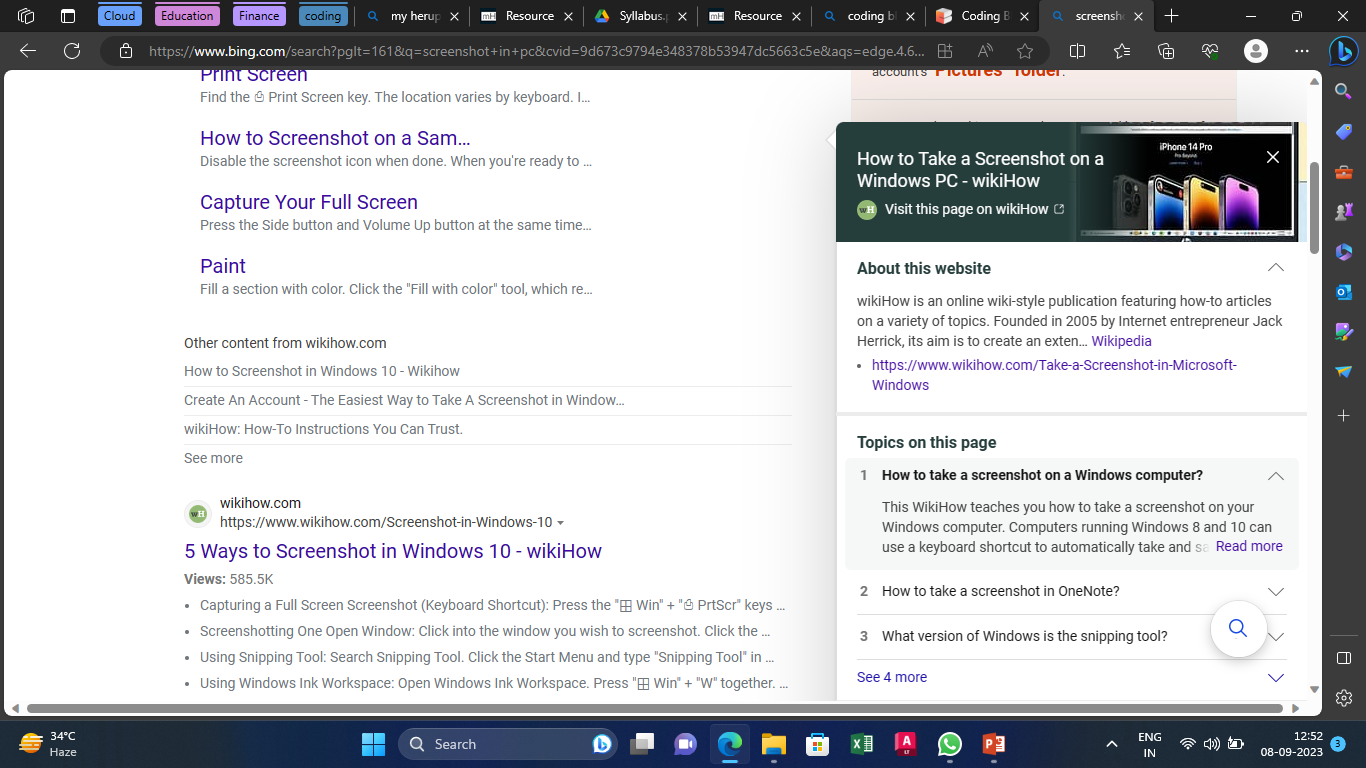 Cloud
Education
Finance
coding
my herup
Resource
Syllabus.p
Resource
coding bl
Coding B
screensh
https://www.bing.com/search?pglt=161&q=screenshot+in+pc&cvid=9d673c9794e348378b53947dc5663c5e&aqs=edge.4.6...
Print Screen
Find the ⎙ Print Screen key. The location varies by keyboard. I...
How to Screenshot on a Sam...
Disable the screenshot icon when done. When you're ready to ...
Capture Your Full Screen
Press the Side button and Volume Up button at the same time...
Paint
Fill a section with color. Click the "Fill with color" tool, which re...
Other content from wikihow.com
How to Screenshot in Windows 10 - Wikihow
Create An Account - The Easiest Way to Take A Screenshot in Window...
wikiHow: How-To Instructions You Can Trust.
See more
wikihow.com
https://www.wikihow.com/Screenshot-in-Windows-10
5 Ways to Screenshot in Windows 10 - wikiHow
Views: 585.5K
Capturing a Full Screen Screenshot (Keyboard Shortcut): Press the "⊞ Win" + "⎙ PrtScr" keys ...
Screenshotting One Open Window: Click into the window you wish to screenshot. Click the ...
Using Snipping Tool: Search Snipping Tool. Click the Start Menu and type "Snipping Tool" in ...
Using Windows Ink Workspace: Open Windows Ink Workspace. Press "⊞ Win" + "W" together. ...
account's "Pictures" folder.
How to Take a Screenshot on a
Windows PC - wikiHow
wH Visit this page on wikiHow
iPhone 14 Pro
Pro Beyond.
About this website
wikiHow is an online wiki-style publication featuring how-to articles
on a variety of topics. Founded in 2005 by Internet entrepreneur Jack
Herrick, its aim is to create an exten... Wikipedia
https://www.wikihow.com/Take-a-Screenshot-in-Microsoft-
Windows
Topics on this page
1 How to take a screenshot on a Windows computer?
This WikiHow teaches you how to take a screenshot on your
Windows computer. Computers running Windows 8 and 10 can
use a keyboard shortcut to automatically take and sa Read more
2 How to take a screenshot in OneNote?
3 What version of Windows is the snipping tool?
See 4 more
34°C
Haze
Search
ENG
IN
12:52
08-09-2023
3